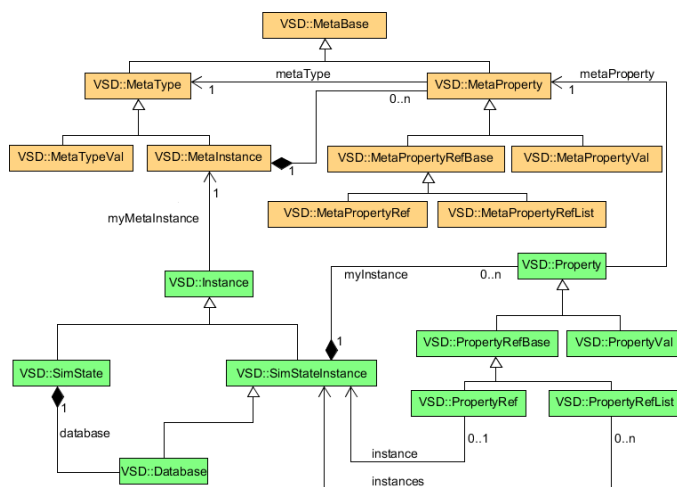 VSD::MetaBase
metaType
metaProperty
VSD::MetaType
1
VSD::MetaProperty
1
0..n
VSD::MetaTypeVal
VSD::MetaInstance
1
VSD::MetaPropertyRefBase
VSD::MetaPropertyVal
1
VSD::MetaPropertyRef
VSD::MetaPropertyRefList
myMetaInstance
VSD::Instance
myInstance
0..n
VSD::Property
1
VSD::PropertyRefBase
VSD::PropertyVal
VSD::SimState
VSD::SimStateInstance
1
VSD::PropertyRef
VSD::PropertyRefList
database
0..1
0..n
instance
VSD::Database
instances